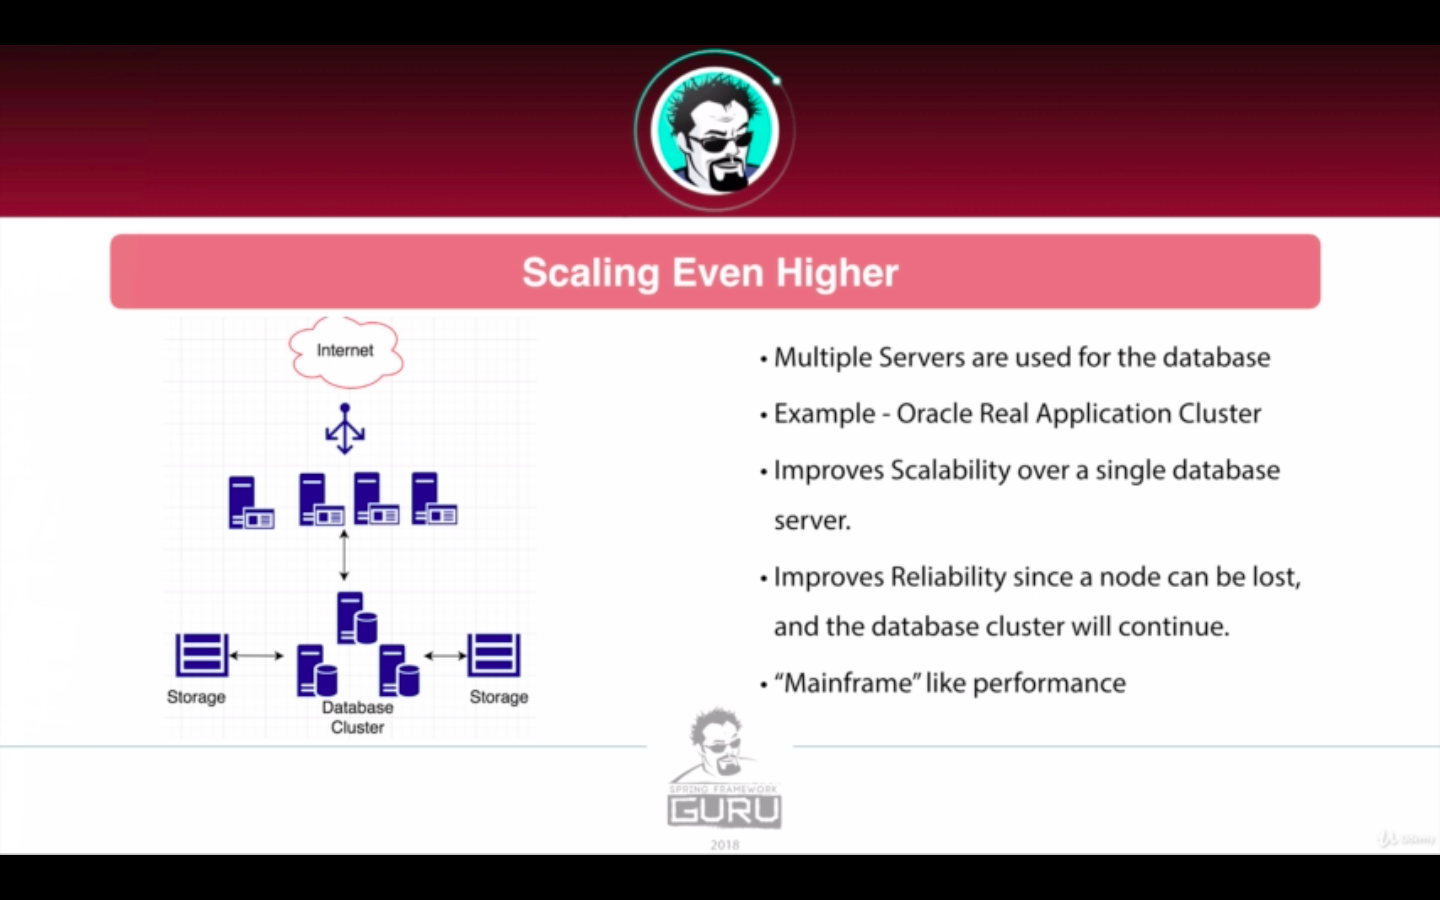 Scaling Even Higher
Internet
Storage
Database
Cluster
Storage
• Multiple Servers are used for the database
• Example - Oracle Real Application Cluster
• Improves Scalability over a single database
server.
• Improves Reliability since a node can be lost,
and the database cluster will continue.
• “Mainframe” like performance
SPRING FRAMEWORK
GURU
2018
Udemy